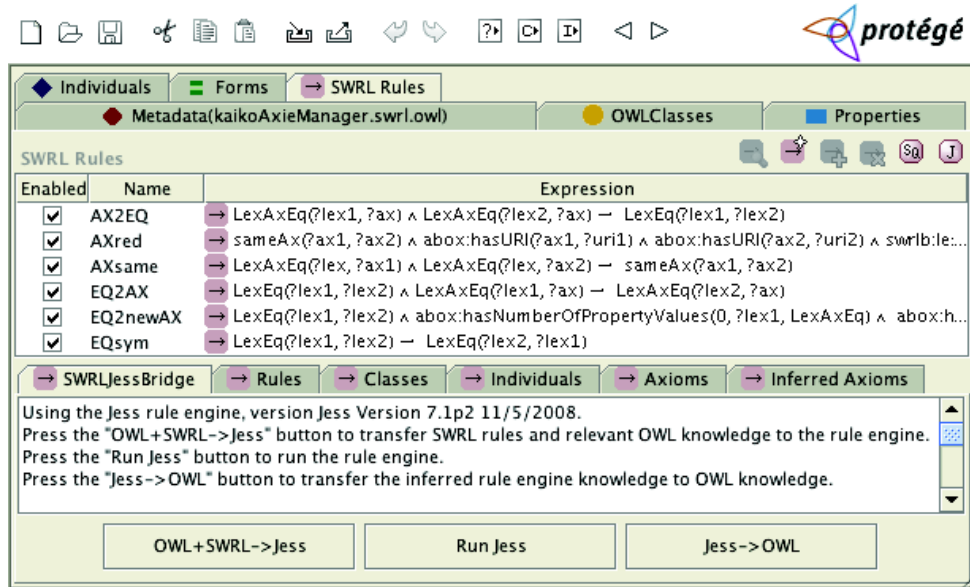 protégé
Individuals Forms → SWRL Rules
Metadata(kaikoAxieManager.swrl.owl) OWLClasses Properties
SWRL Rules SQ J
Enabled Name Expression
AX2EQ → LexAxEq(?lex1, ?ax) ∧ LexAxEq(?lex2, ?ax) → LexEq(?lex1, ?lex2)
AXred → sameAx(?ax1, ?ax2) ∧ abox:hasURI(?ax1, ?uri1) ∧ abox:hasURI(?ax2, ?uri2) ∧ swrlb:le:...
AXsame → LexAxEq(?lex, ?ax1) ∧ LexAxEq(?lex, ?ax2) → sameAx(?ax1, ?ax2)
EQ2AX → LexEq(?lex1, ?lex2) ∧ LexAxEq(?lex1, ?ax) → LexAxEq(?lex2, ?ax)
EQ2newAX → LexEq(?lex1, ?lex2) ∧ abox:hasNumberOfPropertyValues(0, ?lex1, LexAxEq) ∧ abox:h...
EQsym → LexEq(?lex1, ?lex2) → LexEq(?lex2, ?lex1)
→ SWRLJessBridge → Rules → Classes → Individuals → Axioms → Inferred Axioms
Using the Jess rule engine, version Jess Version 7.1p2 11/5/2008.
Press the "OWL+SWRL->Jess" button to transfer SWRL rules and relevant OWL knowledge to the rule engine.
Press the "Run Jess" button to run the rule engine.
Press the "Jess->OWL" button to transfer the inferred rule engine knowledge to OWL knowledge.
OWL+SWRL->Jess Run Jess Jess->OWL